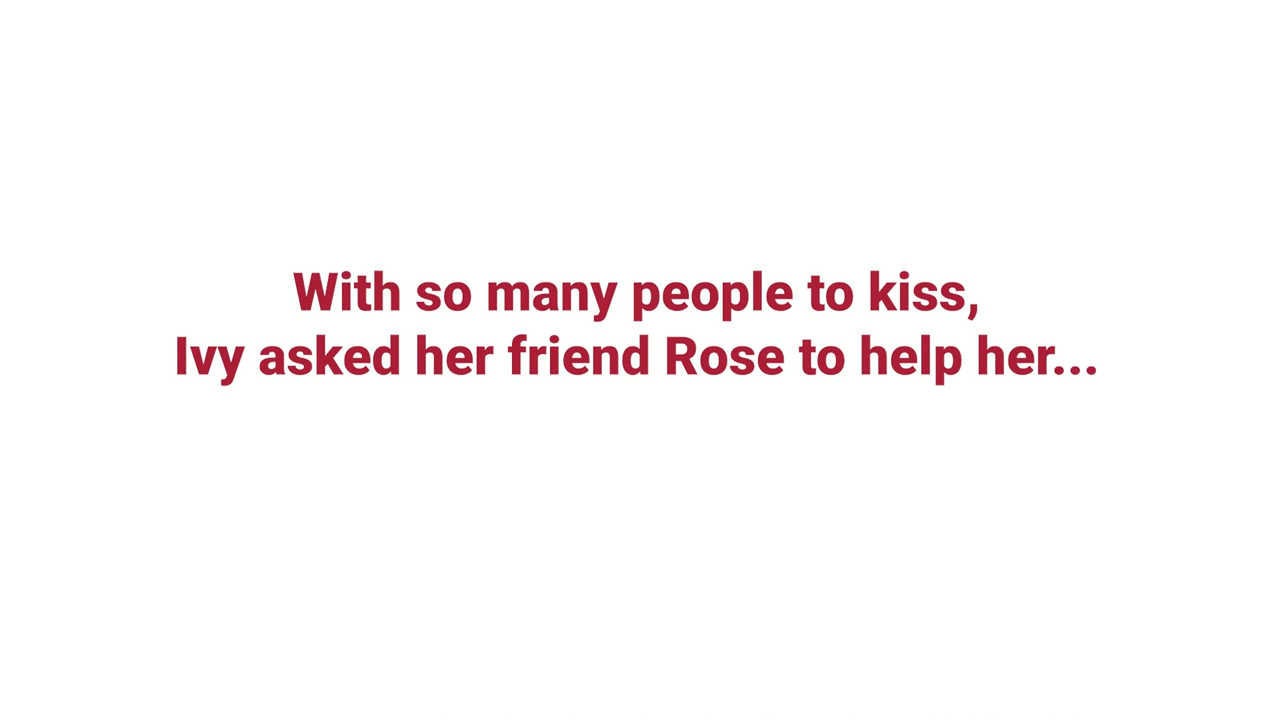 With so many people to kiss,
Ivy asked her friend Rose to help her...